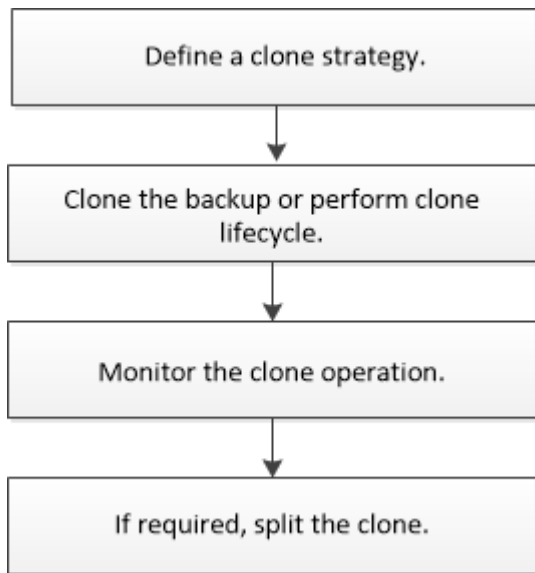 Define a clone strategy.
Clone the backup or perform clone
lifecycle.
Monitor the clone operation.
If required, split the clone.